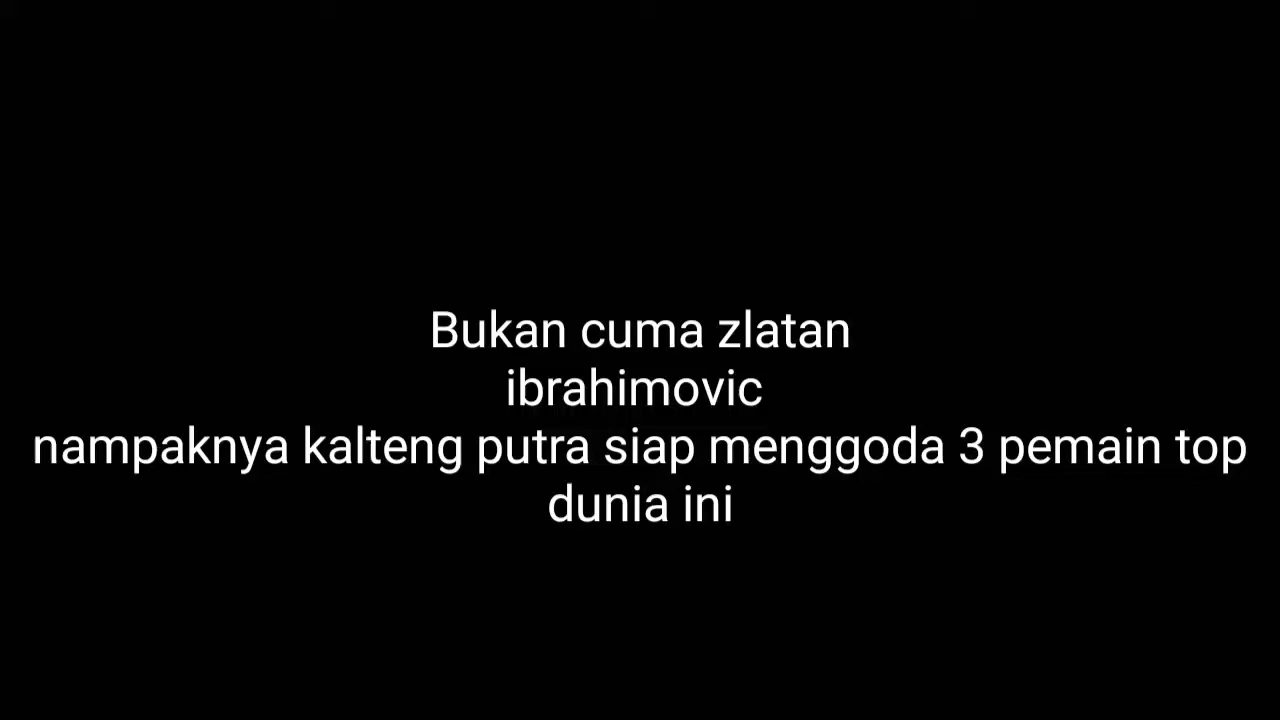 Bukan cuma zlatan
ibrahimovic
nampaknya kalteng putra siap menggoda 3 pemain top
dunia ini